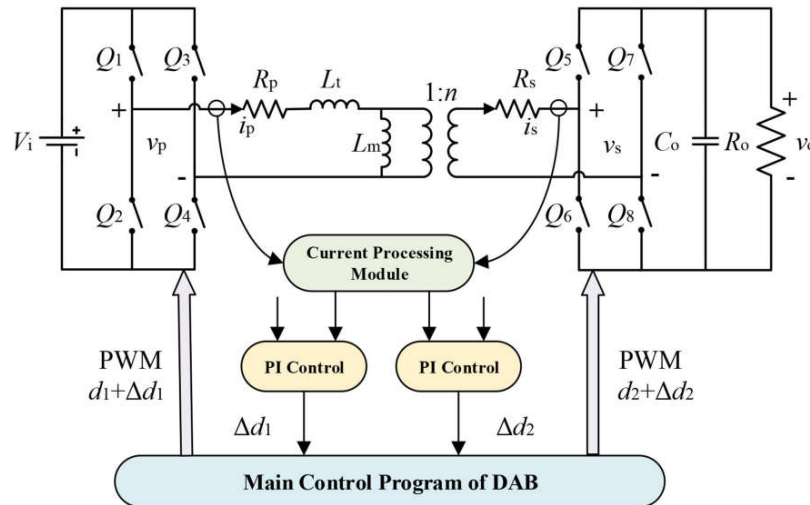 Q1
Q3
Rp
Lt
1:n
Rs
Q5
Q7
+
ip
is
+
+
Vi
+
-
vp
Lm
vs
Co
Ro
vo
-
-
-
Q2
Q4
Q6
Q8
Current Processing
Module
PI Control
PI Control
PWM
d1+Δd1
PWM
d2+Δd2
Δd1
Δd2
Main Control Program of DAB